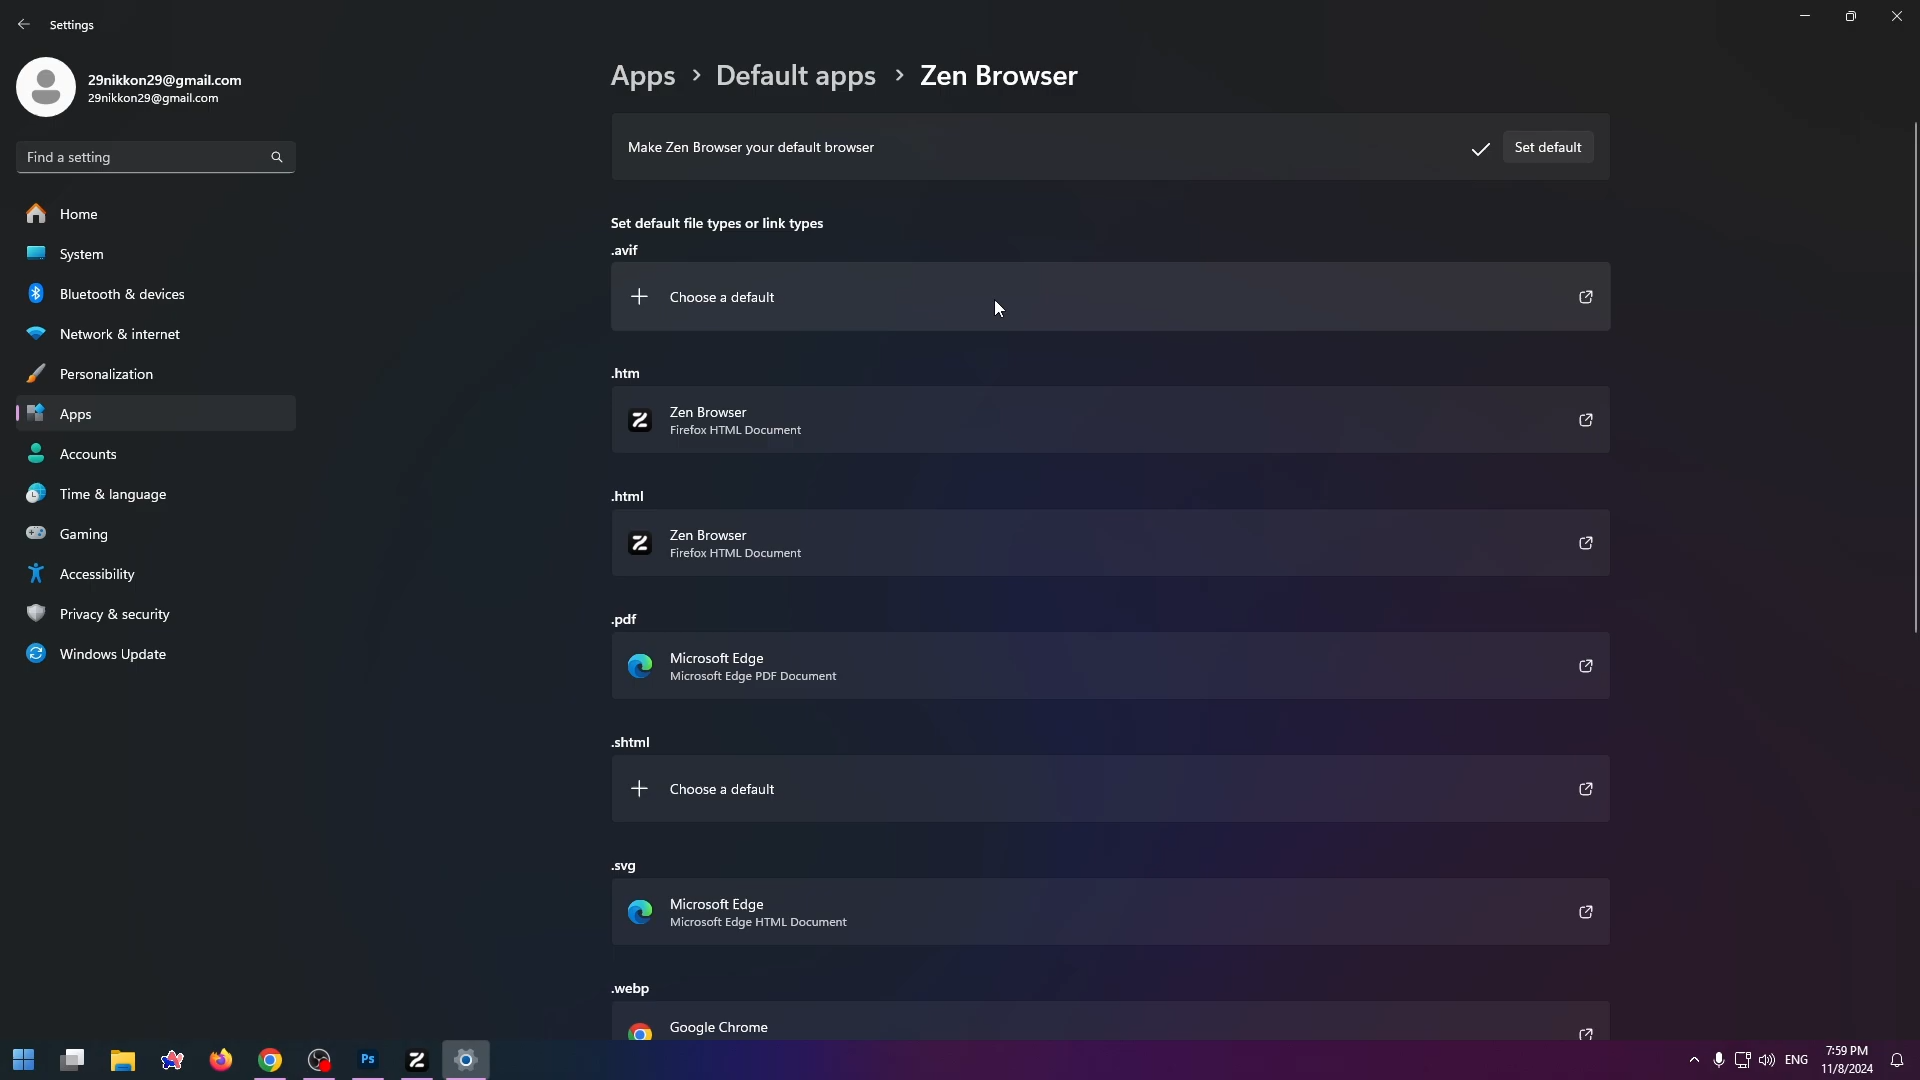 Settings
29nikkon29@gmail.com
29nikkon29@gmail.com
Find a setting
Home
System
Bluetooth & devices
Network & internet
Personalization
Apps
Accounts
Time & language
Gaming
Accessibility
Privacy & security
Windows Update
Apps > Default apps > Zen Browser
Make Zen Browser your default browser
Set default
Set default file types or link types
.avif
Choose a default
.htm
Zen Browser
Firefox HTML Document
.html
Zen Browser
Firefox HTML Document
.pdf
Microsoft Edge
Microsoft Edge PDF Document
.shtml
Choose a default
.svg
Microsoft Edge
Microsoft Edge HTML Document
.webp
Google Chrome
Ps
ENG
7:59 PM
11/8/2024